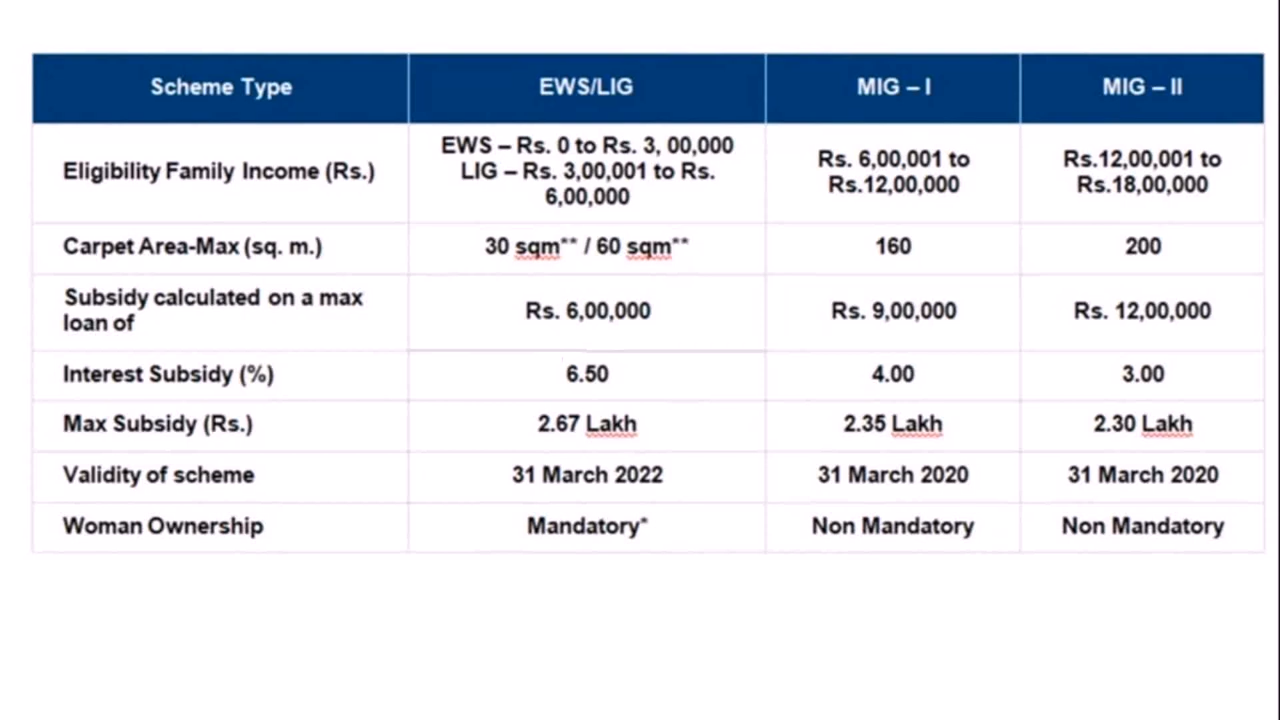 Scheme Type EWS/LIG MIG – I MIG – II
Eligibility Family Income (Rs.)
EWS – Rs. 0 to Rs. 3, 00,000
LIG – Rs. 3,00,001 to Rs.
6,00,000
Rs. 6,00,001 to
Rs.12,00,000
Rs.12,00,001 to
Rs.18,00,000
Carpet Area-Max (sq. m.) 30 sqm** / 60 sqm** 160 200
Subsidy calculated on a max
loan of
Rs. 6,00,000 Rs. 9,00,000 Rs. 12,00,000
Interest Subsidy (%) 6.50 4.00 3.00
Max Subsidy (Rs.) 2.67 Lakh 2.35 Lakh 2.30 Lakh
Validity of scheme 31 March 2022 31 March 2020 31 March 2020
Woman Ownership Mandatory* Non Mandatory Non Mandatory